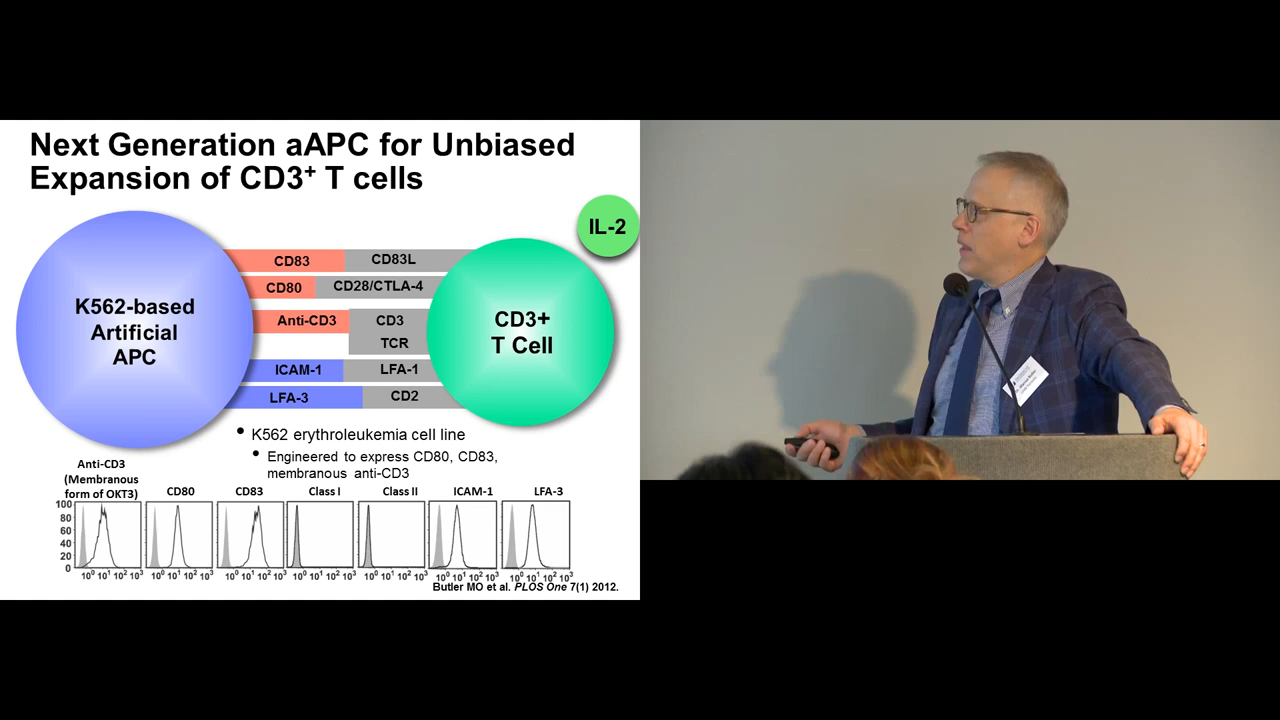 Next Generation aAPC for Unbiased
Expansion of CD3+ T cells
IL-2
CD83
CD83L
CD80
CD28/CTLA-4
K562-based
Artificial
APC
Anti-CD3
CD3
TCR
CD3+
T Cell
ICAM-1
LFA-1
LFA-3
CD2
• K562 erythroleukemia cell line
• Engineered to express CD80, CD83,
membranous anti-CD3
Anti-CD3
(Membranous
form of OKT3)
CD80
CD83
Class I
Class II
ICAM-1
LFA-3
100
80
60
40
20
0
10⁰ 10¹ 10² 10³
10⁰ 10¹ 10² 10³
10⁰ 10¹ 10² 10³
10⁰ 10¹ 10² 10³
10⁰ 10¹ 10² 10³
10⁰ 10¹ 10² 10³
10⁰ 10¹ 10² 10³
Butler MO et al. PLOS One 7(1) 2012.